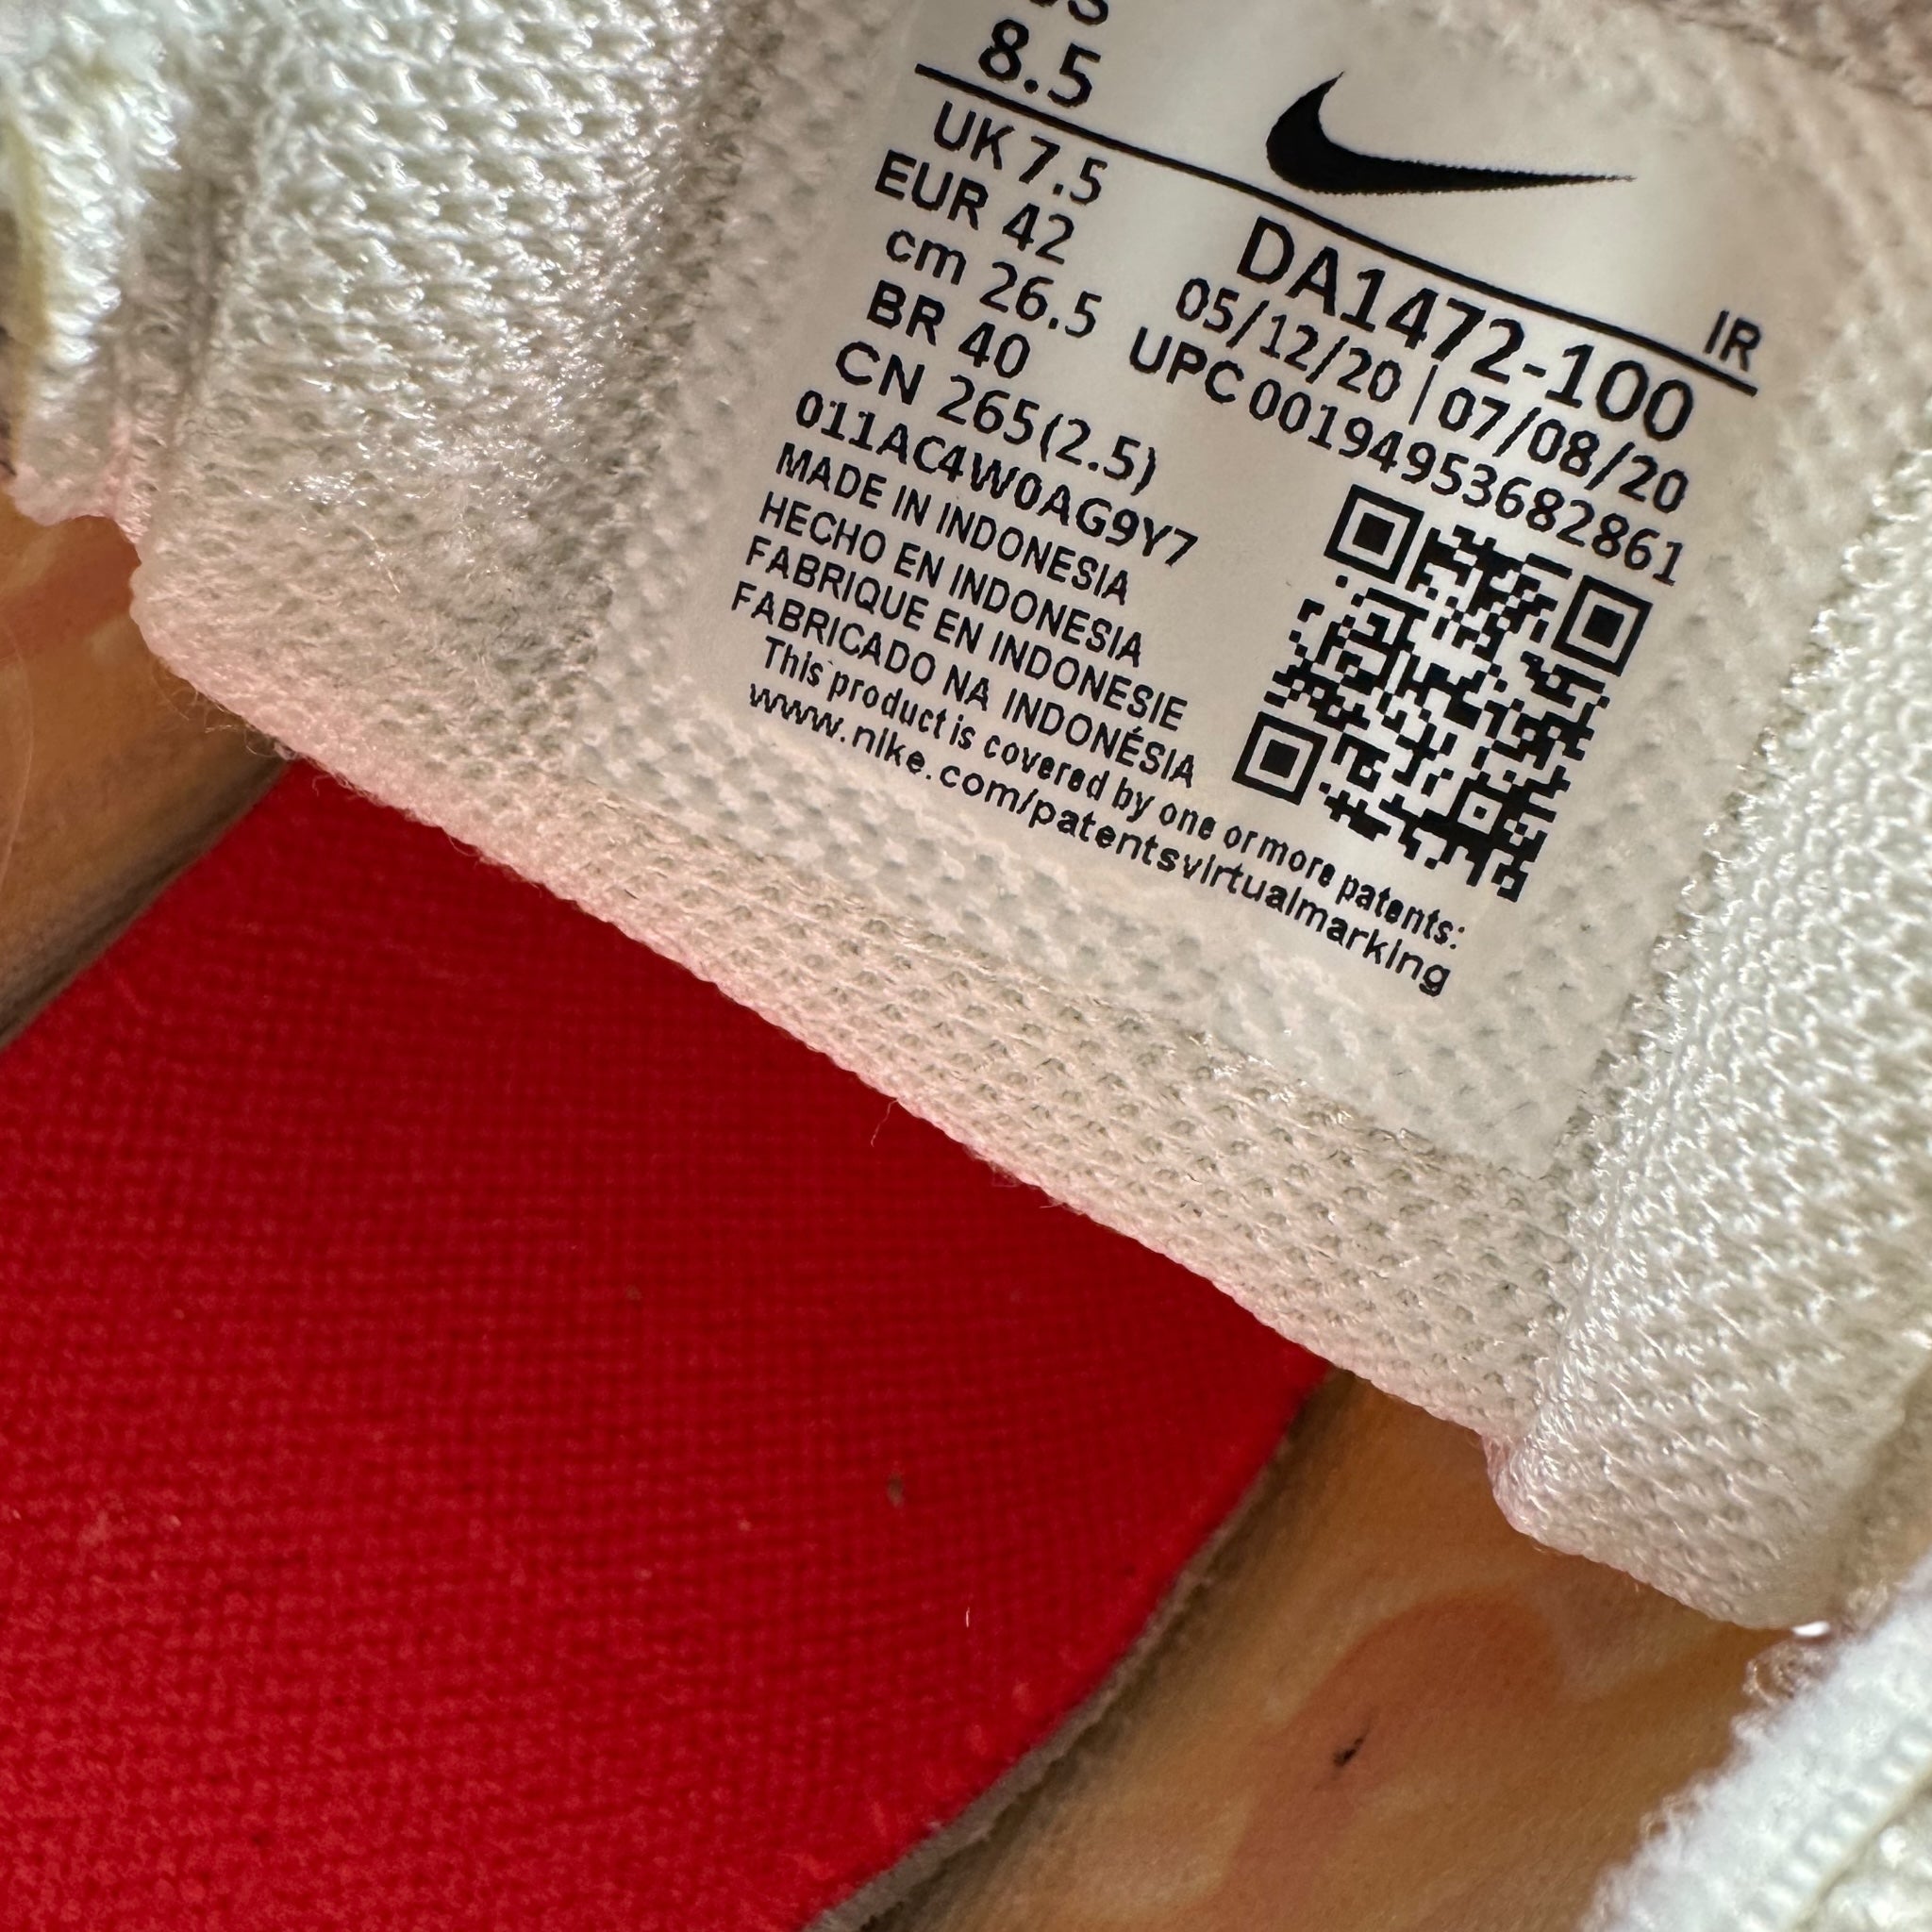 US
8.5
UK 7.5
EUR 42
cm 26.5
BR 40
CN 265(2.5)
011AC4W0AG9Y7
MADE IN INDONESIA
HECHO EN INDONESIA
FABRIQUE EN INDONESIE
FABRICADO NA INDONÉSIA
This product is covered by one or more patents:
www.nike.com/patentsvirtualmarking
IR
DA1472-100
05/12/20 | 07/08/20
UPC 00194953682861